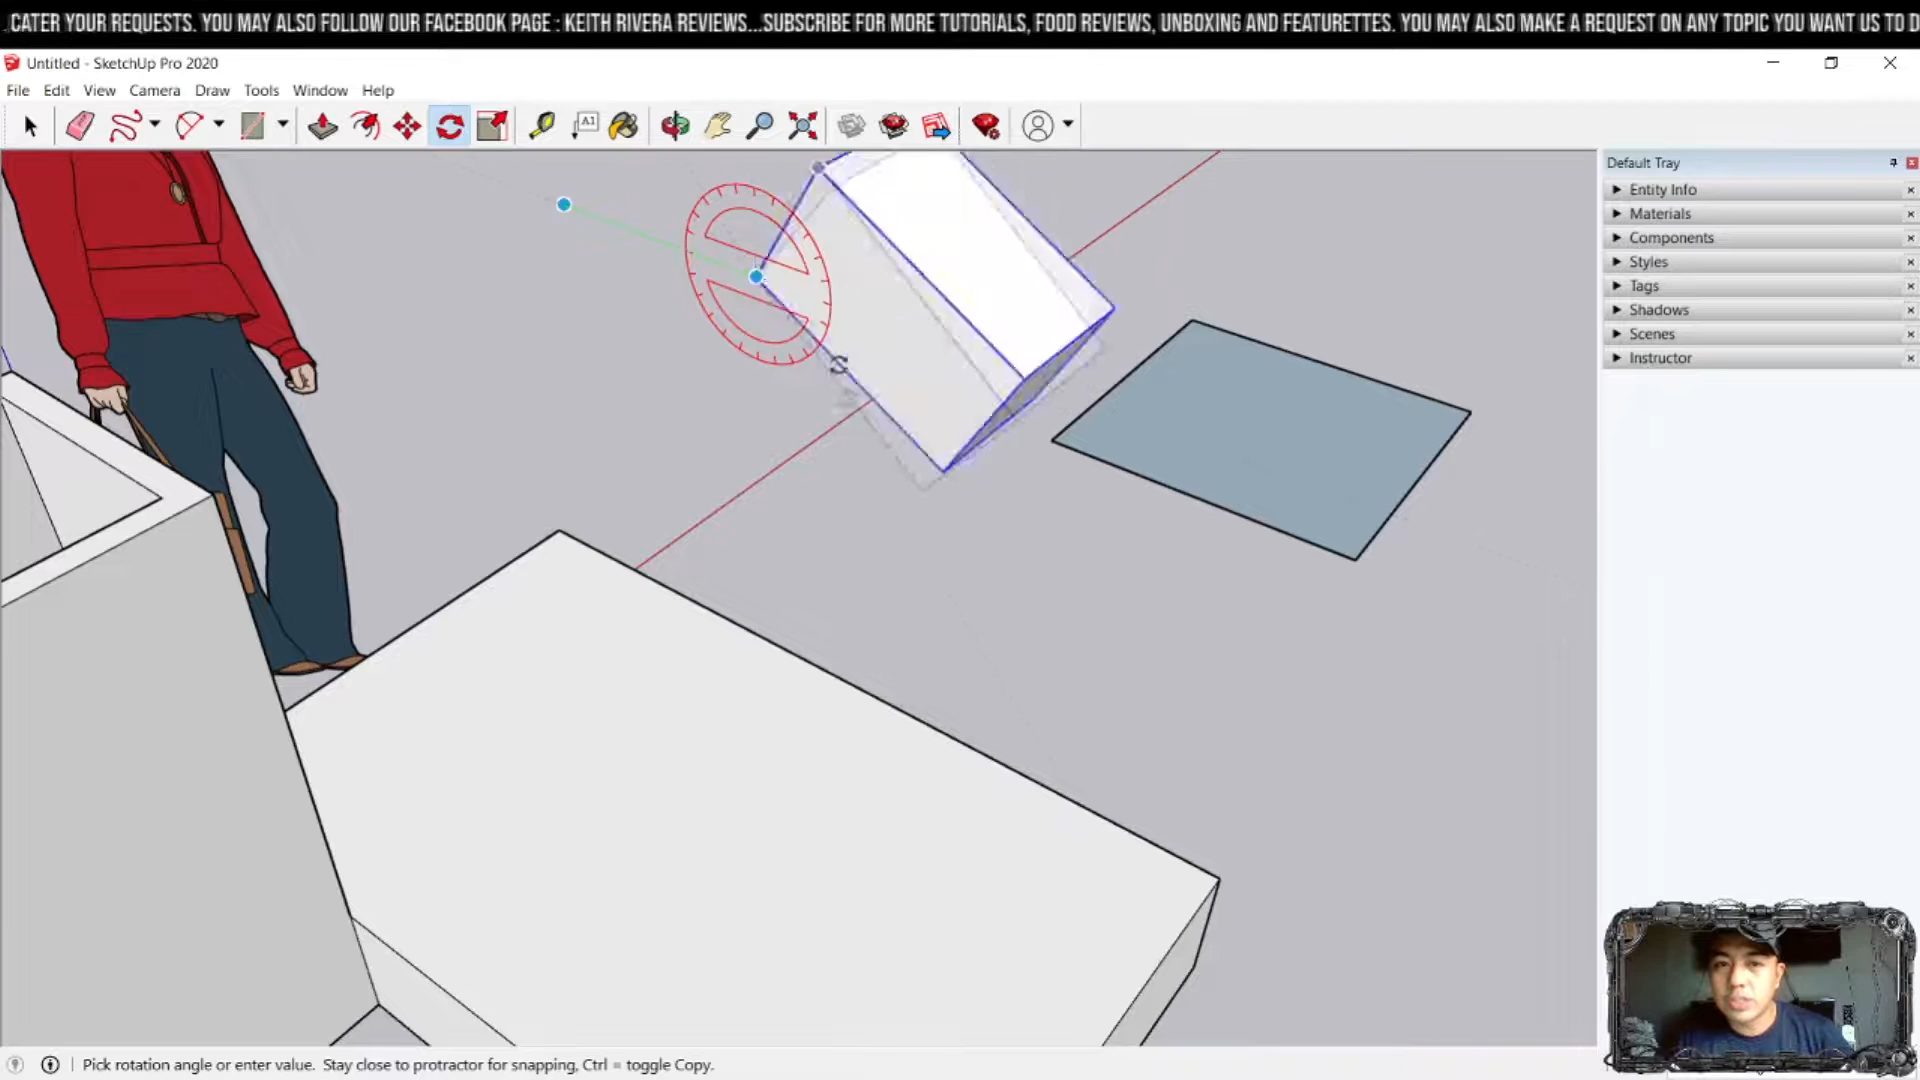 CATER YOUR REQUESTS. YOU MAY ALSO FOLLOW OUR FACEBOOK PAGE : KEITH RIVERA REVIEWS...SUBSCRIBE FOR MORE TUTORIALS, FOOD REVIEWS, UNBOXING AND FEATURETTES. YOU MAY ALSO MAKE A REQUEST ON ANY TOPIC YOU WANT US TO D
Untitled - SketchUp Pro 2020
File Edit View Camera Draw Tools Window Help
A1
Default Tray
Entity Info
Materials
Components
Styles
Tags
Shadows
Scenes
Instructor
Pick rotation angle or enter value. Stay close to protractor for snapping, Ctrl = toggle Copy.